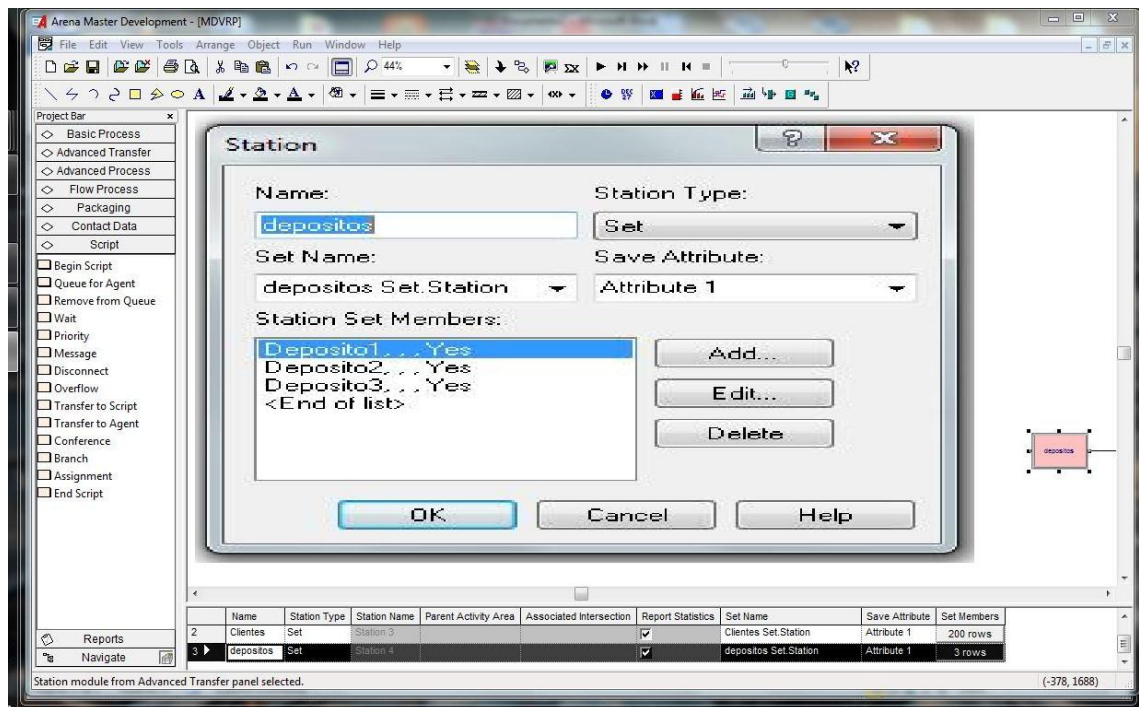 Arena Master Development - [MDVRP]
File Edit View Tools Arrange Object Run Window Help
44%
Project Bar
Basic Process
Advanced Transfer
Advanced Process
Flow Process
Packaging
Contact Data
Script
Begin Script
Queue for Agent
Remove from Queue
Wait
Priority
Message
Disconnect
Overflow
Transfer to Script
Transfer to Agent
Conference
Branch
Assignment
End Script
Reports
Navigate
Station
Name: Station Type:
depositos Set
Set Name: Save Attribute:
depositos Set.Station Attribute 1
Station Set Members:
Deposito1, , , Yes
Deposito2, , , Yes
Deposito3, , , Yes
<End of list>
Add...
Edit...
Delete
OK Cancel Help
depositos
Name Station Type Station Name Parent Activity Area Associated Intersection Report Statistics Set Name Save Attribute Set Members
2 Clientes Set Station 3 Clientes Set.Station Attribute 1 200 rows
3 depositos Set Station 4 depositos Set.Station Attribute 1 3 rows
Station module from Advanced Transfer panel selected. (-378, 1688)